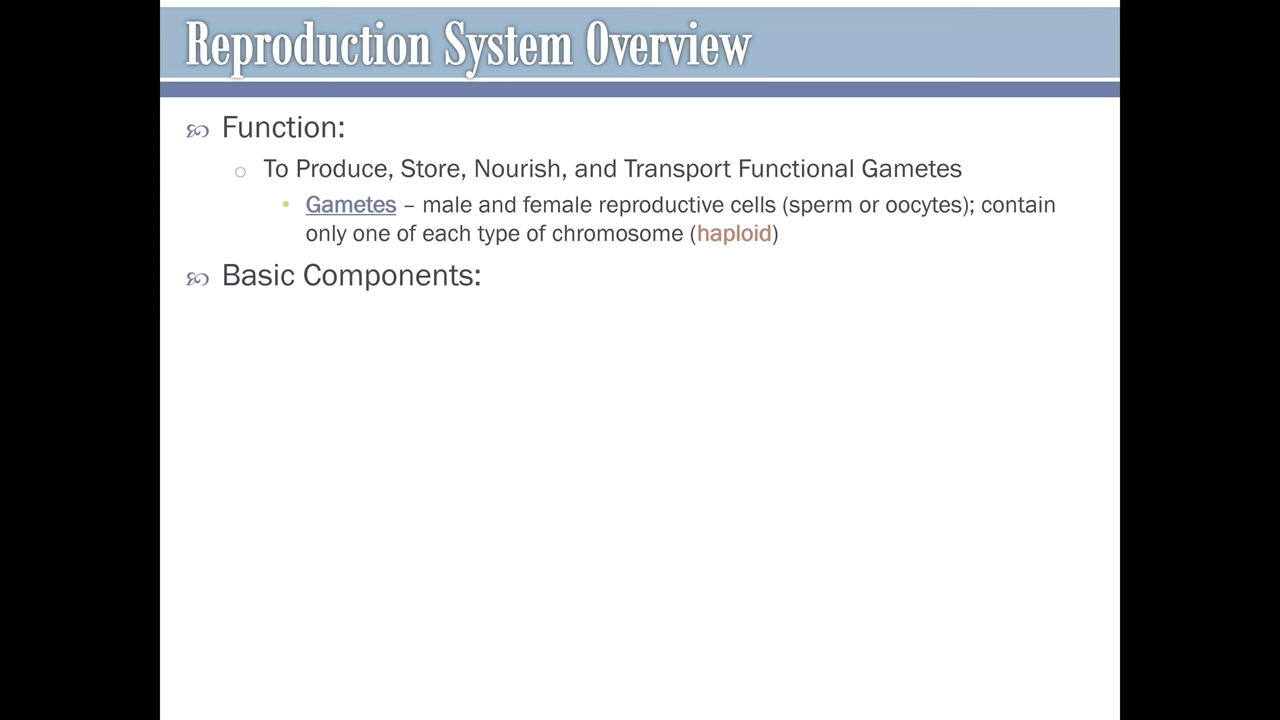 Reproduction System Overview
Function:
To Produce, Store, Nourish, and Transport Functional Gametes
Gametes – male and female reproductive cells (sperm or oocytes); contain
only one of each type of chromosome (haploid)
Basic Components: